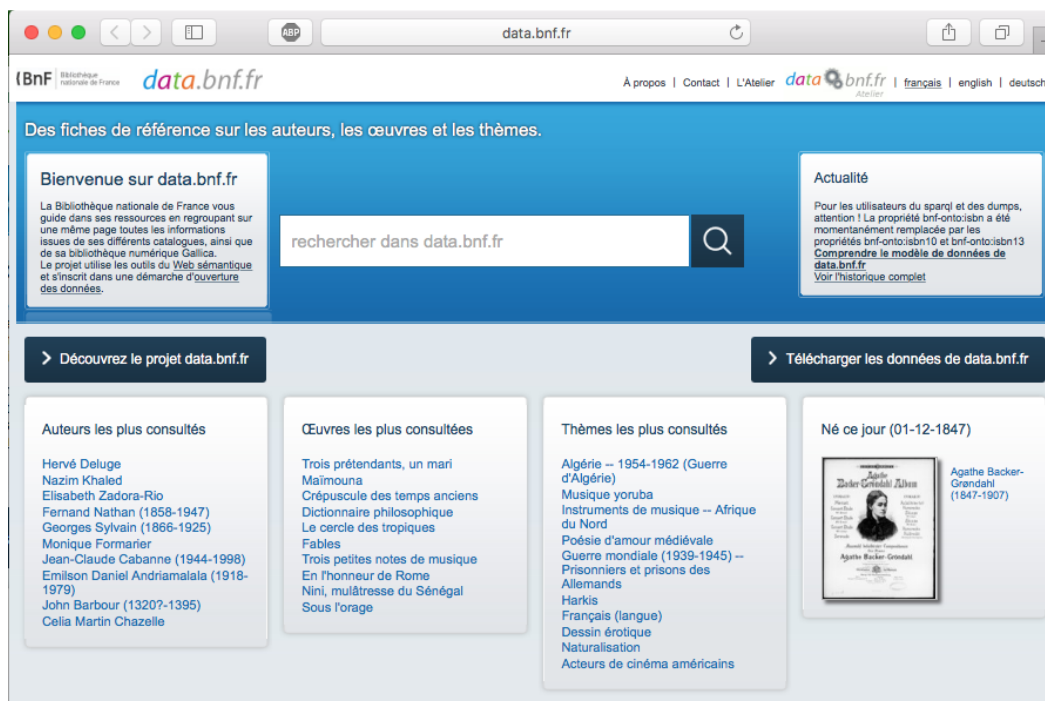 ABP
data.bnf.fr
(BnF Bibliothèque
nationale de France
data.bnf.fr
À propos | Contact | L'Atelier data bnf.fr | français | english | deutsch
Atelier
Des fiches de référence sur les auteurs, les œuvres et les thèmes.
Bienvenue sur data.bnf.fr
La Bibliothèque nationale de France vous
guide dans ses ressources en regroupant sur
une même page toutes les informations
issues de ses différents catalogues, ainsi que
de sa bibliothèque numérique Gallica.
Le projet utilise les outils du Web sémantique
et s'inscrit dans une démarche d'ouverture
des données.
rechercher dans data.bnf.fr
Actualité
Pour les utilisateurs du sparql et des dumps,
attention ! La propriété bnf-onto:isbn a été
momentanément remplacée par les
propriétés bnf-onto:isbn10 et bnf-onto:isbn13
Comprendre le modèle de données de
data.bnf.fr
Voir l'historique complet
Découvrez le projet data.bnf.fr
Télécharger les données de data.bnf.fr
Auteurs les plus consultés
Hervé Deluge
Nazim Khaled
Elisabeth Zadora-Rio
Fernand Nathan (1858-1947)
Georges Sylvain (1866-1925)
Monique Formarier
Jean-Claude Cabanne (1944-1998)
Emilson Daniel Andriamalala (1918-
1979)
John Barbour (1320?-1395)
Celia Martin Chazelle
Œuvres les plus consultées
Trois prétendants, un mari
Maïmouna
Crépuscule des temps anciens
Dictionnaire philosophique
Le cercle des tropiques
Fables
Trois petites notes de musique
En l'honneur de Rome
Nini, mulâtresse du Sénégal
Sous l'orage
Thèmes les plus consultés
Algérie -- 1954-1962 (Guerre
d'Algérie)
Musique yoruba
Instruments de musique -- Afrique
du Nord
Poésie d'amour médiévale
Guerre mondiale (1939-1945) --
Prisonniers et prisons des
Allemands
Harkis
Français (langue)
Dessin érotique
Naturalisation
Acteurs de cinéma américains
Né ce jour (01-12-1847)
Agathe
Backer-Gröndahl Album
Agathe Backer-Gröndahl
Agathe Backer-
Grøndahl
(1847-1907)